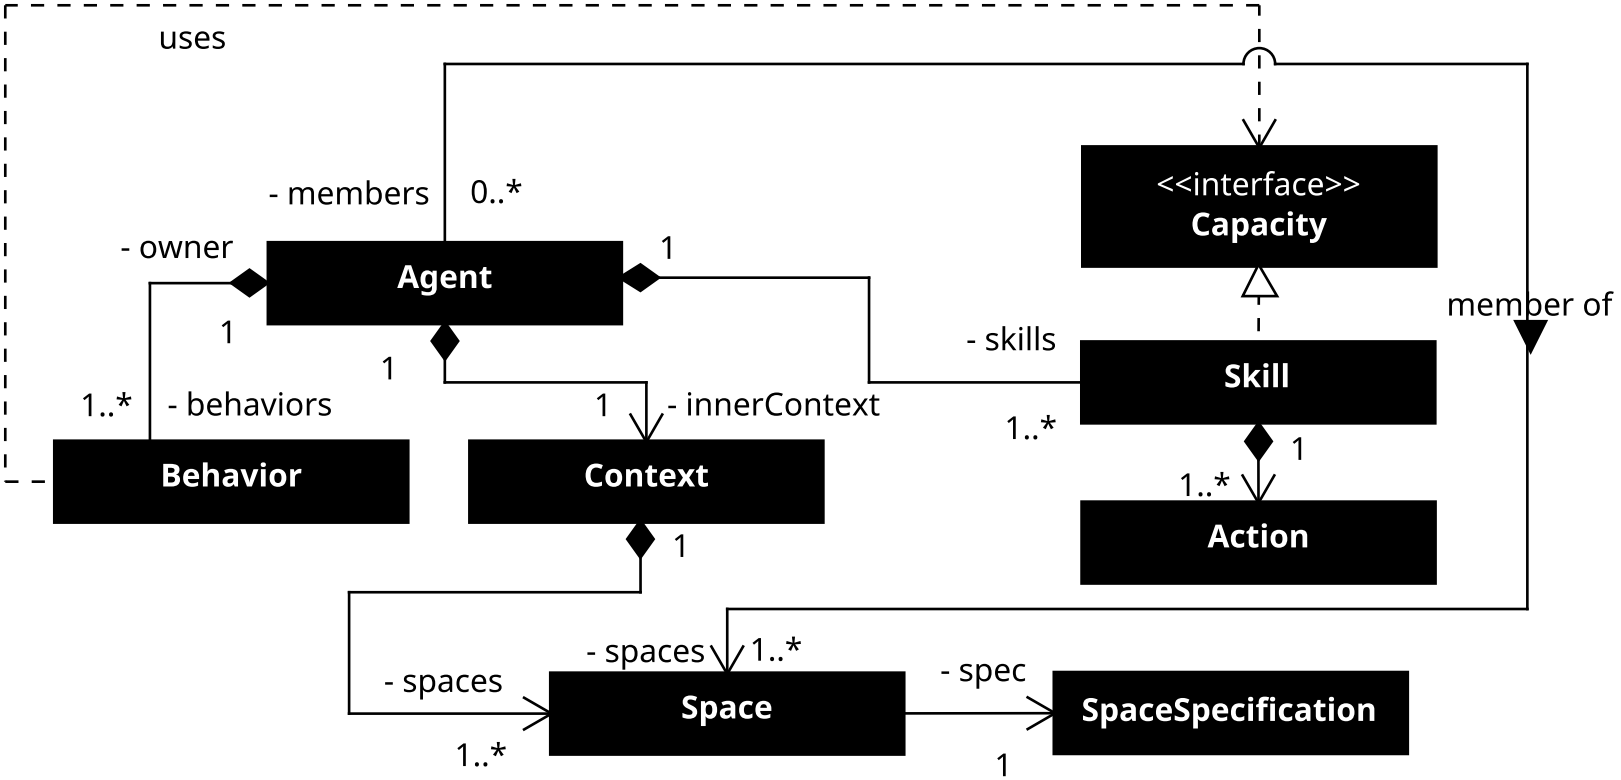 uses
<<interface>>
Capacity
- members
0..*
- owner
1
Agent
1
member of
1
1
- skills
Skill
1..*
- behaviors
1
- innerContext
1..*
1
1..*
Behavior
Context
Action
1
- spaces
1..*
- spec
- spaces
Space
SpaceSpecification
1..*
1